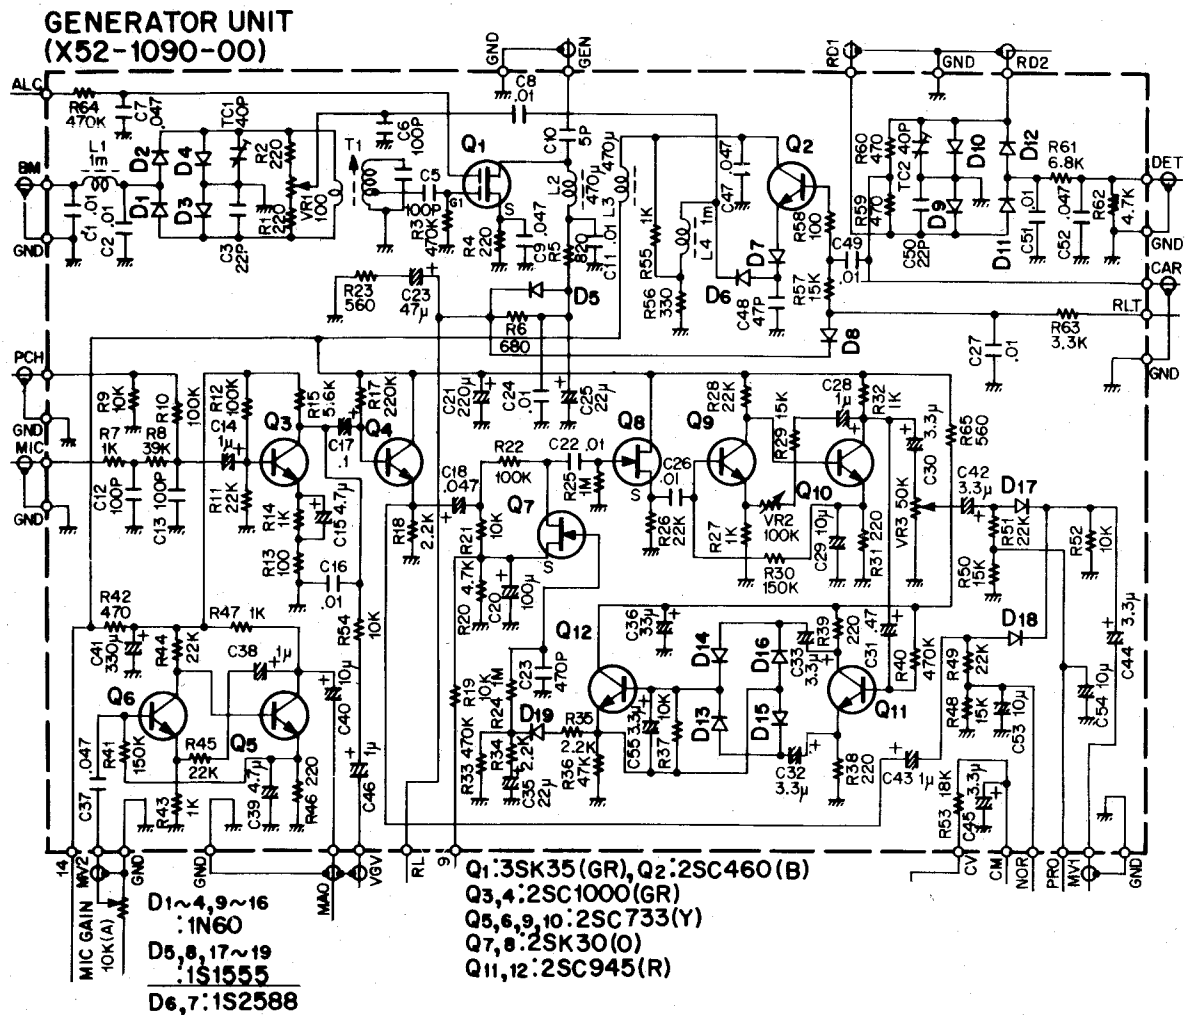 GENERATOR UNIT
(X52-1090-00)
GND
GEN
RD1
GND
RD2
ALC
R64
470K
C7
.047
TC1
40P
C6
100P
C8
.01
C10
5P
Q1
Q2
470μ
R60
470
TC2 40P
D10
D12
R61
6.8K
DET
L1
1m
D2
D4
R2
220
T1
C5
100P
G1
L2
470μ
L3
C47 .047
BM
C1
.01
C2
.01
D1
D3
C3
22P
R1
220
VR1
100
R3
470K
R4
220
S
C9 .047
R5
820
C11 .01
R55
1K
1m
L4
D7
R58
100
R59
470
C49
.01
C50
22P
D9
D11
C51
.01
C52
.047
R62
4.7K
GND
GND
CAR
R23
560
C23
47μ
D5
R6
680
R56
330
D6
C48
47P
R57
15K
D8
RLT
R63
3.3K
C27
.01
GND
PCH
R9
10K
R10
100K
R12
100K
C14
1μ
Q3
R15
5.6K
R17
220K
C17
.1
Q4
C21
220μ
C24
.01
C25
22μ
Q8
R28
22K
Q9
R29 15K
C28
1μ
R32
1K
3.3μ
C30
R65
560
GND
MIC
R7
1K
R8
39K
R22
100K
C22 .01
C12
100P
C13
100P
R11
22K
C18
.047
Q7
R25
1M
S
C26
.01
Q10
C42
3.3μ
D17
GND
R14
1K
C15 4.7μ
R18
2.2K
R21
10K
S
R26
22K
R27
1K
VR2
100K
C29 10μ
R31 220
VR3 50K
R51
22K
R52
10K
R13
100
C16
.01
R20
4.7K
C20
100μ
R30
150K
R50
15K
R42
470
R47 1K
R54
10K
Q12
C36
33μ
D14
D16
C33
3.3μ
R39
220
C31 .47
R40
470K
D18
C44
3.3μ
C41
330μ
R44
22K
C38
1μ
10μ
C40
R19
10K
R24
1M
C23
470P
R49
22K
Q6
Q5
D19
R35
2.2K
C55 33μ
10K
R37
D13
D15
Q11
R48
15K
C53 10μ
C54
10μ
.047
C37
R41
150K
R45
22K
R43
1K
C39 4.7μ
R46
220
C46
1μ
R33 470K
R34
2.2K
C35
22μ
R36
47K
C32
3.3μ
R38
220
C43 1μ
R53 18K
C45
3.3μ
14
MV2
GND
GND
MAO
VGV
RL
9
CV
CM
NOR
PRO
MV1
GND
MIC GAIN
10K(A)
D1~4,9~16
:1N60
D5,8,17~19
:1S1555
D6,7:1S2588
Q1:3SK35(GR),Q2:2SC460(B)
Q3,4:2SC1000(GR)
Q5,6,9,10:2SC733(Y)
Q7,8:2SK30(O)
Q11,12:2SC945(R)